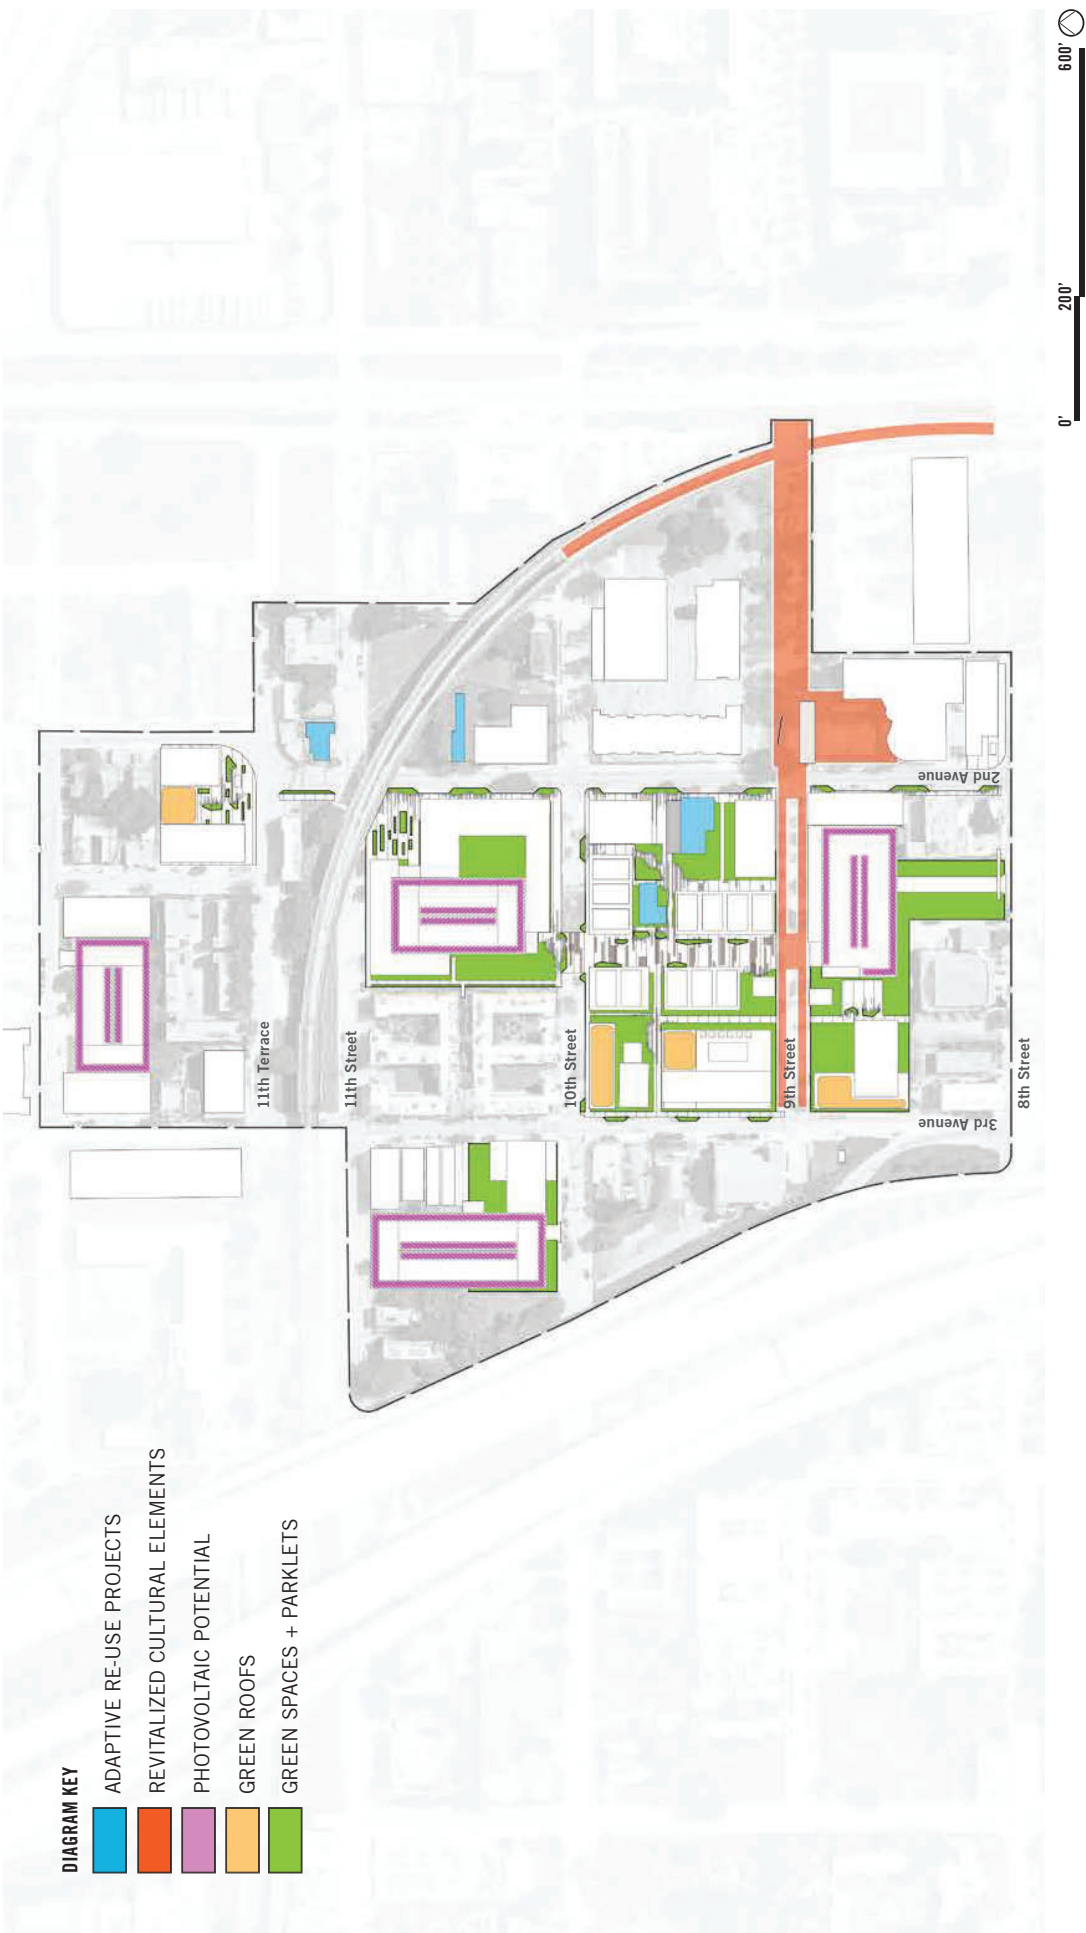 DIAGRAM KEY
ADAPTIVE RE-USE PROJECTS
REVITALIZED CULTURAL ELEMENTS
PHOTOVOLTAIC POTENTIAL
GREEN ROOFS
GREEN SPACES + PARKLETS
11th Terrace
11th Street
10th Street
9th Street
8th Street
3rd Avenue
2nd Avenue
0' 200' 600'